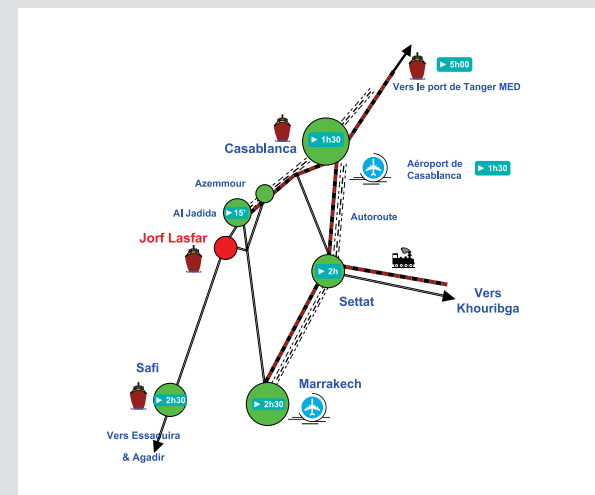 ► 5h00
Vers le port de Tanger MED
► 1h30
Casablanca
Aéroport de
Casablanca
► 1h30
Azemmour
Al Jadida
► 15'
Autoroute
Jorf Lasfar
► 2h
Settat
Vers
Khouribga
Safi
► 2h30
Marrakech
► 2h30
Vers Essaouira
& Agadir